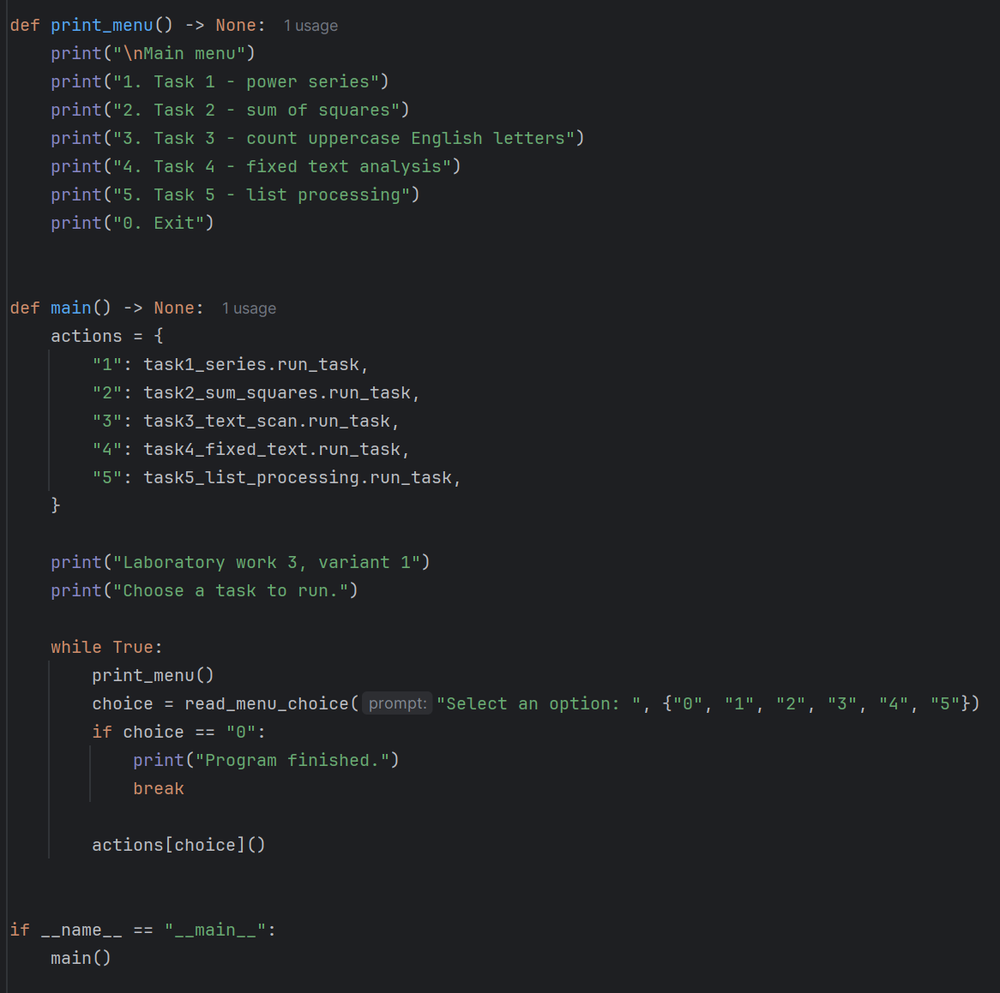 def print_menu() -> None:  1 usage
    print("\nMain menu")
    print("1. Task 1 - power series")
    print("2. Task 2 - sum of squares")
    print("3. Task 3 - count uppercase English letters")
    print("4. Task 4 - fixed text analysis")
    print("5. Task 5 - list processing")
    print("0. Exit")
def main() -> None:  1 usage
    actions = {
        "1": task1_series.run_task,
        "2": task2_sum_squares.run_task,
        "3": task3_text_scan.run_task,
        "4": task4_fixed_text.run_task,
        "5": task5_list_processing.run_task,
    }
    print("Laboratory work 3, variant 1")
    print("Choose a task to run.")
    while True:
        print_menu()
        choice = read_menu_choice( prompt: "Select an option: ", {"0", "1", "2", "3", "4", "5"})
        if choice == "0":
            print("Program finished.")
            break
        actions[choice]()
if __name__ == "__main__":
    main()